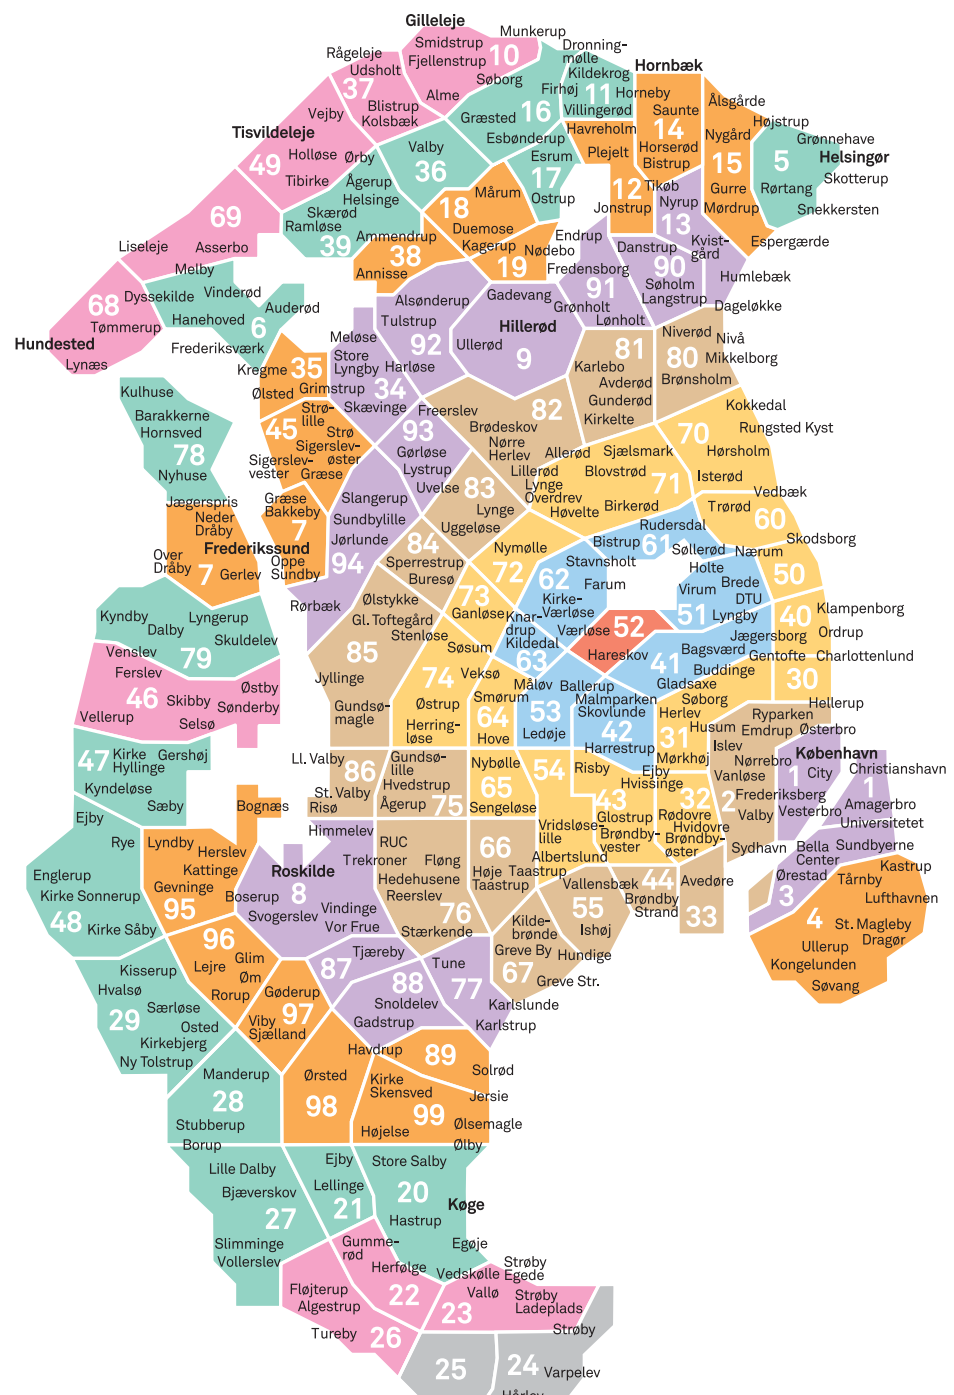 Gilleleje
Munkerup
Smidstrup
Fjellenstrup
10
Søborg
Rågeleje
Udsholt
37
Blistrup
Kolsbæk
Alme
Dronning-
mølle
Kildekrog
Firhøj
11
Villingerød
Hornbæk
Horneby
Saunte
14
Horserød
Bistrup
Ålsgårde
Højstrup
Nygård
15
Gurre
Mørdrup
Grønnehave
5
Helsingør
Skotterup
Rørtang
Snekkersten
Espergærde
Græsted
16
Esbønderup
Havreholm
Plejelt
12
Jonstrup
Esrum
17
Ostrup
Vejby
Tisvildeleje
49
Holløse
Ørby
Tibirke
Valby
36
Ågerup
Helsinge
Skærød
Ramløse
39
Mårum
18
Duemose
Kagerup
Ammendrup
38
Annisse
Nødebo
19
Tikøb
Nyrup
13
Kvist-
gård
Endrup
Danstrup
90
Søholm
Langstrup
Humlebæk
Dageløkke
Fredensborg
91
Grønholt
Lønholt
69
Liseleje
Asserbo
Melby
68
Dyssekilde
Tømmerup
Hundested
Lynæs
Vinderød
Auderød
Hanehoved
6
Frederiksværk
Alsønderup
Tulstrup
92
Harløse
Gadevang
Hillerød
Ullerød
9
Meløse
Store
Lyngby
34
Skævinge
Kregme
35
Ølsted
Grimstrup
Strø-
lille
45
Strø
Sigerslev-
øster
Sigerslev-
vester
Græse
Niverød
Nivå
80
Mikkelborg
Brønsholm
81
Karlebo
Avderød
Gunderød
Kirkelte
Freerslev
82
Brødeskov
Nørre
Herlev
Allerød
93
Gørløse
Lystrup
Uvelse
Kulhuse
Barakkerne
Hornsved
78
Nyhuse
Jægerspris
Neder
Dråby
Frederikssund
Over
Dråby
7
Gerlev
Græse
Bakkeby
7
Oppe
Sundby
Slangerup
Sundbylille
Jørlunde
94
Rørbæk
83
Lynge
Uggeløse
Lillerød
Lynge
Overdrev
Høvelte
Sjælsmark
Blovstrød
71
Birkerød
Kokkedal
70
Rungsted Kyst
Hørsholm
Isterød
Vedbæk
Trørød
60
Skodsborg
Rudersdal
Bistrup
61
Søllerød
Nærum
50
Holte
Virum
Brede
DTU
51
Lyngby
84
Sperrestrup
Buresø
Nymølle
72
Stavnsholt
62
Farum
Kirke-
Værløse
73
Ganløse
Knar-
drup
Kildedal
63
Værløse
52
Hareskov
41
Bagsværd
Buddinge
Gladsaxe
Jægersborg
Gentofte
40
Klampenborg
Ordrup
Charlottenlund
30
Hellerup
Kyndby
Lyngerup
Dalby
Skuldelev
79
Venslev
Ferslev
46
Skibby
Østby
Sønderby
Vellerup
Selsø
Ølstykke
Gl. Toftegård
Stenløse
85
Jyllinge
Gundsø-
magle
Søsum
74
Veksø
Smørum
Østrup
Herring-
løse
64
Hove
Måløv
53
Ledøje
Ballerup
Malmparken
Skovlunde
42
Harrestrup
Søborg
Herlev
31
Mørkhøj
Ejby
Husum
Islev
Ryparken
Emdrup
Østerbro
Nørrebro
Vanløse
2
Frederiksberg
Valby
Vesterbro
Sydhavn
København
1
City
Christianshavn
1
Amagerbro
Universitetet
Sundbyerne
Bella
Center
Ørestad
3
Kastrup
Tårnby
Lufthavnen
4
St. Magleby
Dragør
Ullerup
Kongelunden
Søvang
47
Kirke
Hyllinge
Gershøj
Kyndeløse
Sæby
Ejby
Rye
Ll. Valby
86
St. Valby
Risø
Gundsø-
lille
Hvedstrup
Ågerup
75
Nybølle
65
Sengeløse
54
Risby
Hvissinge
43
Glostrup
Brøndby-
vester
Vridsløse-
lille
Albertslund
32
Rødovre
Hvidovre
Brøndby-
øster
Bognæs
Himmelev
Roskilde
8
Boserup
Svogerslev
Vindinge
Vor Frue
Lyndby
Herslev
Kattinge
Gevninge
95
Englerup
Kirke Sonnerup
48
Kirke Såby
RUC
Trekroner
Fløng
Hedehusene
Reerslev
76
Stærkende
66
Høje
Taastrup
Taastrup
Vallensbæk
55
Ishøj
44
Brøndby
Strand
Avedøre
33
Kilde-
brønde
Greve By
67
Hundige
Greve Str.
96
Glim
Lejre
Øm
Rorup
Gøderup
97
Viby
Sjælland
87
Tjæreby
88
Snoldelev
Gadstrup
Tune
77
Karlslunde
Karlstrup
Kisserup
Hvalsø
Særløse
29
Osted
Kirkebjerg
Ny Tolstrup
Manderup
28
Stubberup
Borup
Havdrup
89
Solrød
Ørsted
98
Kirke
Skensved
99
Højelse
Jersie
Ølsemagle
Ølby
Lille Dalby
Bjæverskov
27
Slimminge
Vollerslev
Ejby
Lellinge
21
Store Salby
20
Køge
Hastrup
Egøje
Gumme-
rød
Herfølge
22
Vedskølle
Strøby
Egede
Vallø
Strøby
Ladeplads
23
Strøby
Fløjterup
Algestrup
Tureby
26
25
24
Varpelev
Hårlev